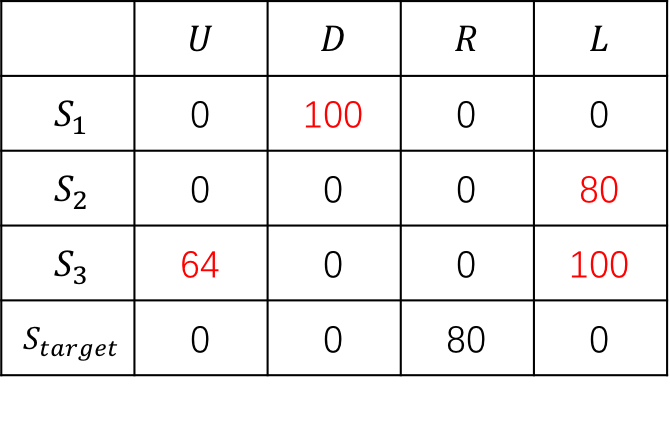 U D R L
S₁ 0 100 0 0
S₂ 0 0 0 80
S₃ 64 0 0 100
Sₜₐᵣgₑₜ 0 0 80 0